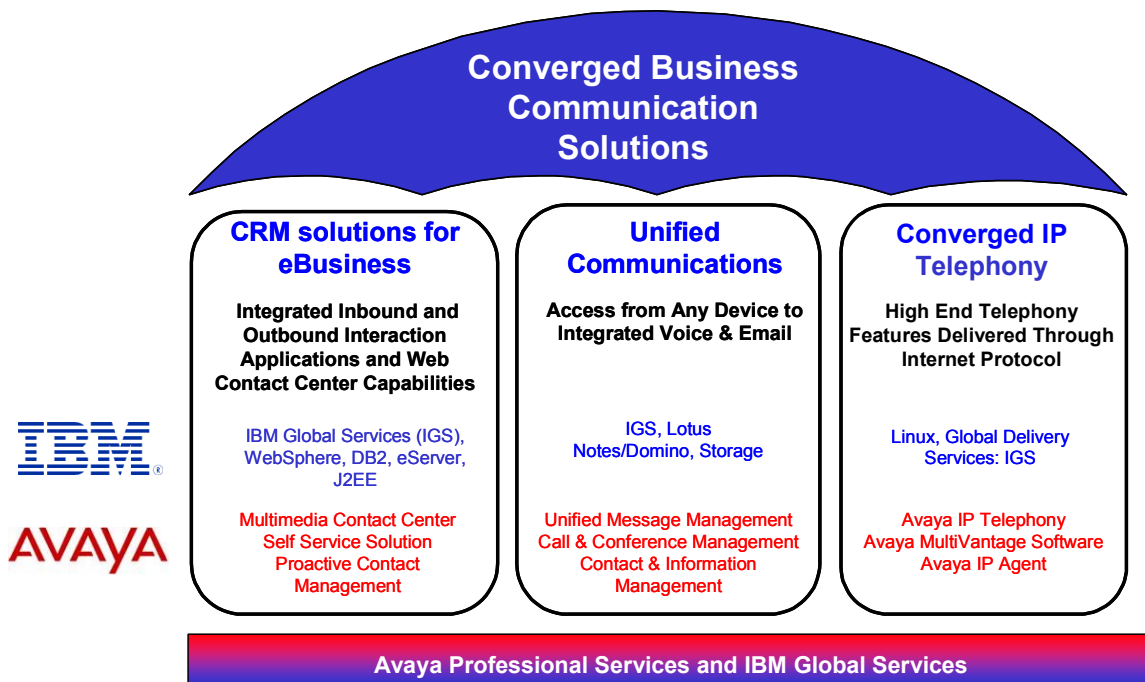 Converged Business
Communication
Solutions
CRM solutions for
eBusiness
Integrated Inbound and
Outbound Interaction
Applications and Web
Contact Center Capabilities
IBM Global Services (IGS),
WebSphere, DB2, eServer,
J2EE
Multimedia Contact Center
Self Service Solution
Proactive Contact
Management
Unified
Communications
Access from Any Device to
Integrated Voice & Email
IGS, Lotus
Notes/Domino, Storage
Unified Message Management
Call & Conference Management
Contact & Information
Management
Converged IP
Telephony
High End Telephony
Features Delivered Through
Internet Protocol
Linux, Global Delivery
Services: IGS
Avaya IP Telephony
Avaya MultiVantage Software
Avaya IP Agent
IBM®
AVAYA
Avaya Professional Services and IBM Global Services